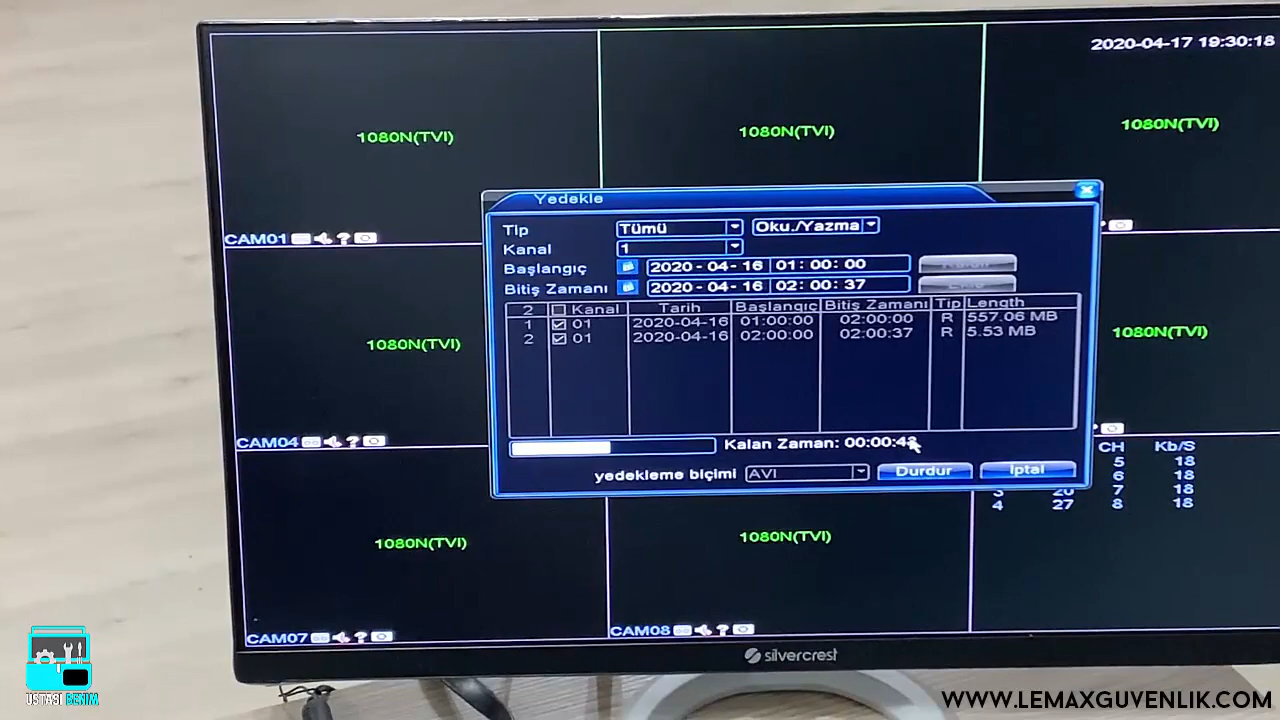 2020-04-17 19:30:18
1080N(TVI)
1080N(TVI)
1080N(TVI)
CAM01
Yedekle
Tip
Tümü
Oku./Yazma
Kanal
1
Başlangıç
2020 - 04 - 16 01: 00: 00
Bitiş Zamanı
2020 - 04 - 16 02: 00: 37
2 Kanal Tarih Başlangıç Bitiş Zamanı Tip Length
1 01 2020-04-16 01:00:00 02:00:00 R 557.06 MB
2 01 2020-04-16 02:00:00 02:00:37 R 5.53 MB
Kalan Zaman:
yedekleme biçimi AVI Durdur İptal
1080N(TVI)
1080N(TVI)
CAM04
CH Kb/S
5 18
6 18
7 18
4 27 8 18
1080N(TVI)
1080N(TVI)
CAM07
CAM08
silvercrest
USTASI BENIM
WWW.LEMAXGUVENLIK.COM